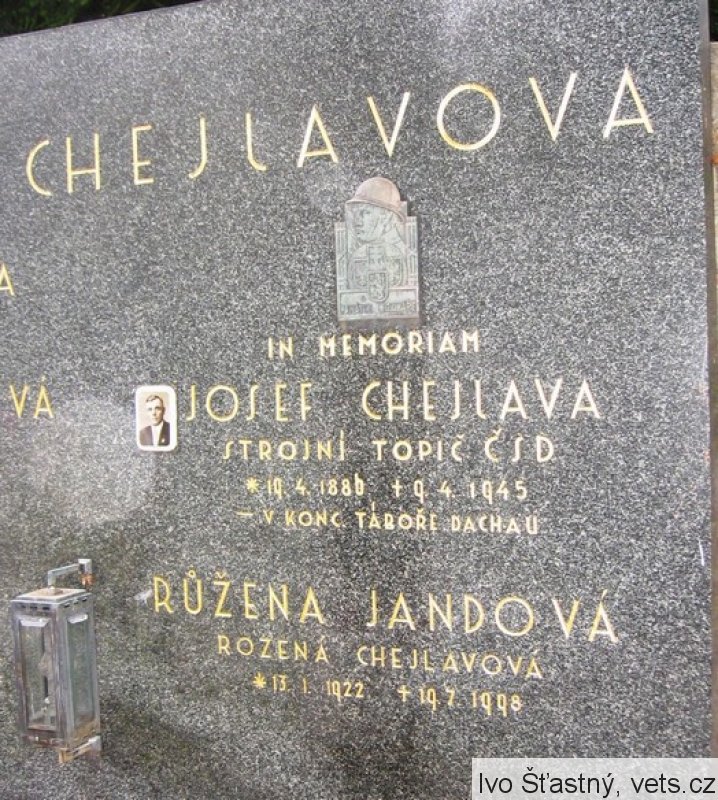 CHEJLAVOVA
A
IN MEMORIAM
VÁ
JOSEF CHEJLAVA
STROJNÍ TOPIČ ČSD
* 19. 4. 1886 + 9. 4. 1945
– V KONC. TÁBOŘE DACHAU
RŮŽENA JANDOVÁ
ROZENÁ CHEJLAVOVÁ
* 13. 1. 1922 + 19. 7. 1998
Ivo Šťastný, vets.cz